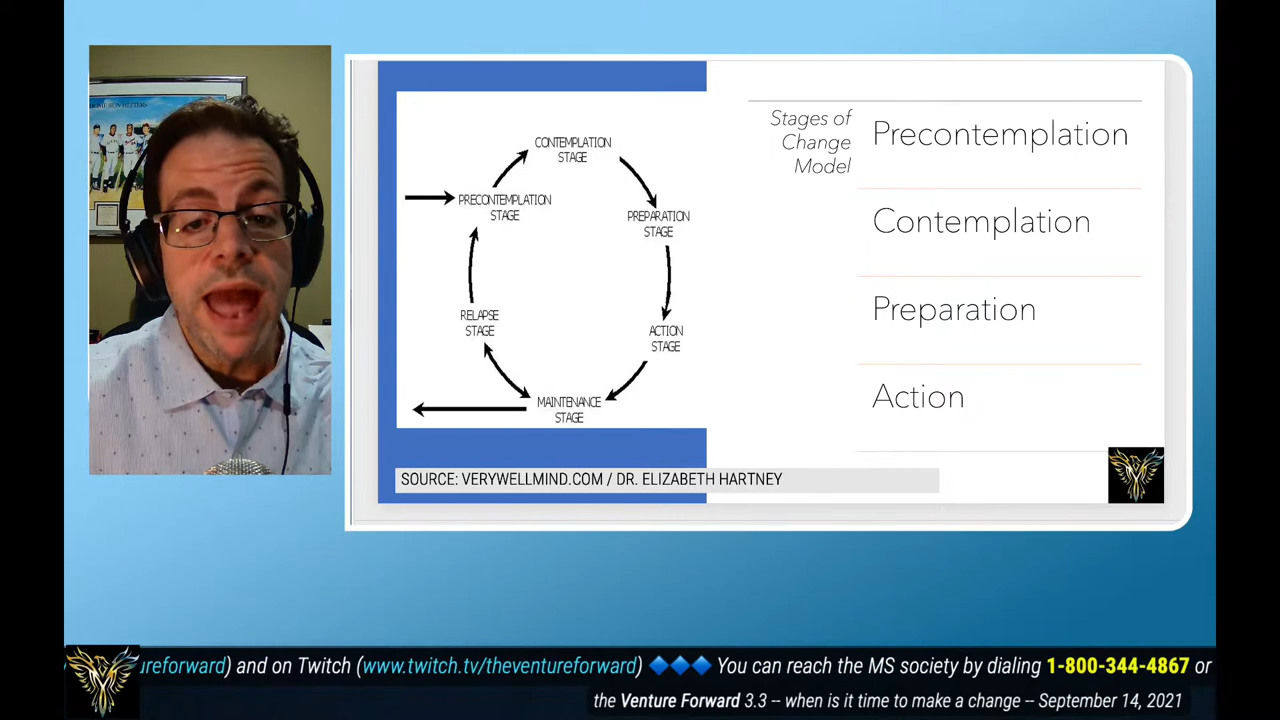 CONTEMPLATION
STAGE
PRECONTEMPLATION
STAGE
PREPARATION
STAGE
RELAPSE
STAGE
ACTION
STAGE
MAINTENANCE
STAGE
Stages of
Change
Model
Precontemplation
Contemplation
Preparation
Action
SOURCE: VERYWELLMIND.COM / DR. ELIZABETH HARTNEY
ureforward) and on Twitch (www.twitch.tv/theventureforward) 🔷🔷🔷 You can reach the MS society by dialing 1-800-344-4867 or
the Venture Forward 3.3 -- when is it time to make a change -- September 14, 2021